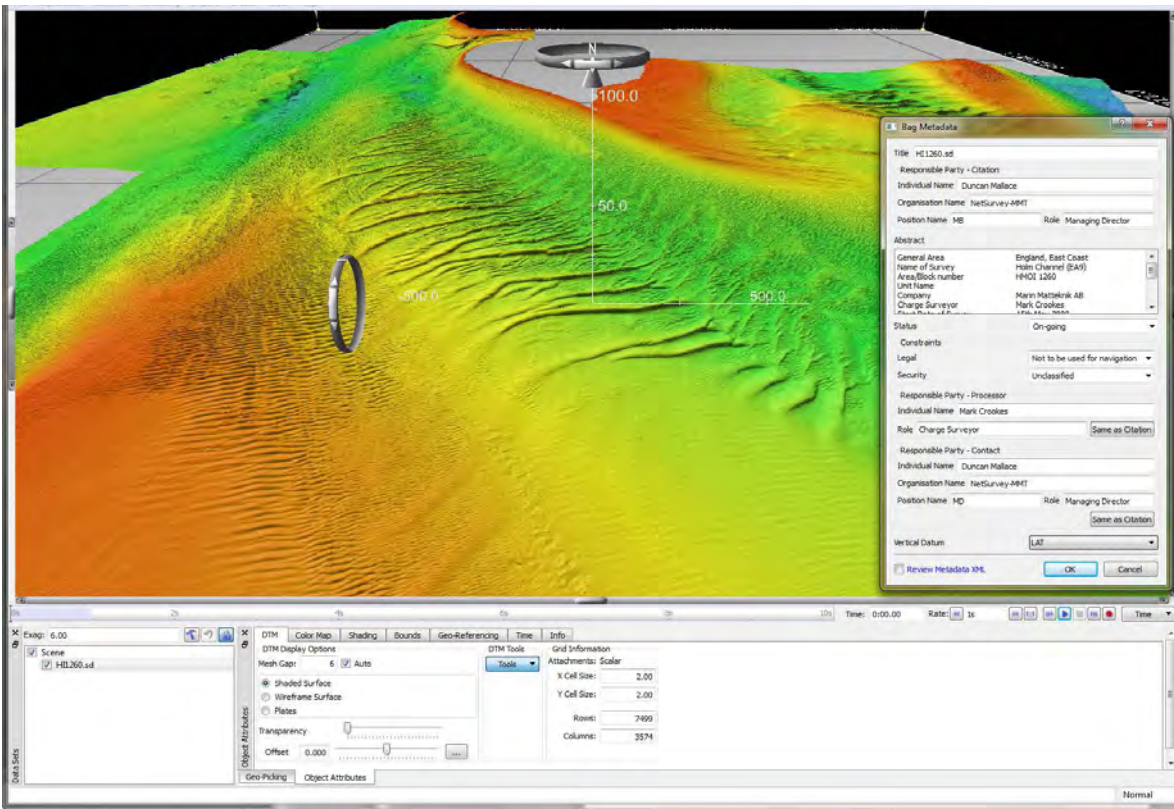 N
100.0
50.0
-500.0
500.0
Bag Metadata
Title HI1260.sd
Responsible Party - Citation
Individual Name Duncan Mallace
Organisation Name NetSurvey-MMT
Position Name MB Role Managing Director
Abstract
General Area England, East Coast
Name of Survey Holm Channel (EA9)
Area/Block number HMOI 1260
Unit Name
Company Marin Matteknik AB
Charge Surveyor Mark Crookes
Status On-going
Constraints
Legal Not to be used for navigation
Security Unclassified
Responsible Party - Processor
Individual Name Mark Crookes
Role Charge Surveyor Same as Citation
Responsible Party - Contact
Individual Name Duncan Mallace
Organisation Name NetSurvey-MMT
Position Name MD Role Managing Director
Same as Citation
Vertical Datum LAT
Review Metadata XML OK Cancel
0s 2s 4s 6s 8s 10s Time: 0:00.00 Rate: 1s Time
Exag: 6.00
Scene
HI1260.sd
Data Sets
Object Attributes
DTM Color Map Shading Bounds Geo-Referencing Time Info
DTM Display Options DTM Tools Grid Information
Mesh Gap: 6 Auto Tools Attachments: Scalar
X Cell Size: 2.00
Shaded Surface
Y Cell Size: 2.00
Wireframe Surface
Plates
Rows: 7499
Transparency
Columns: 3574
Offset 0.000 ...
Geo-Picking Object Attributes
Normal